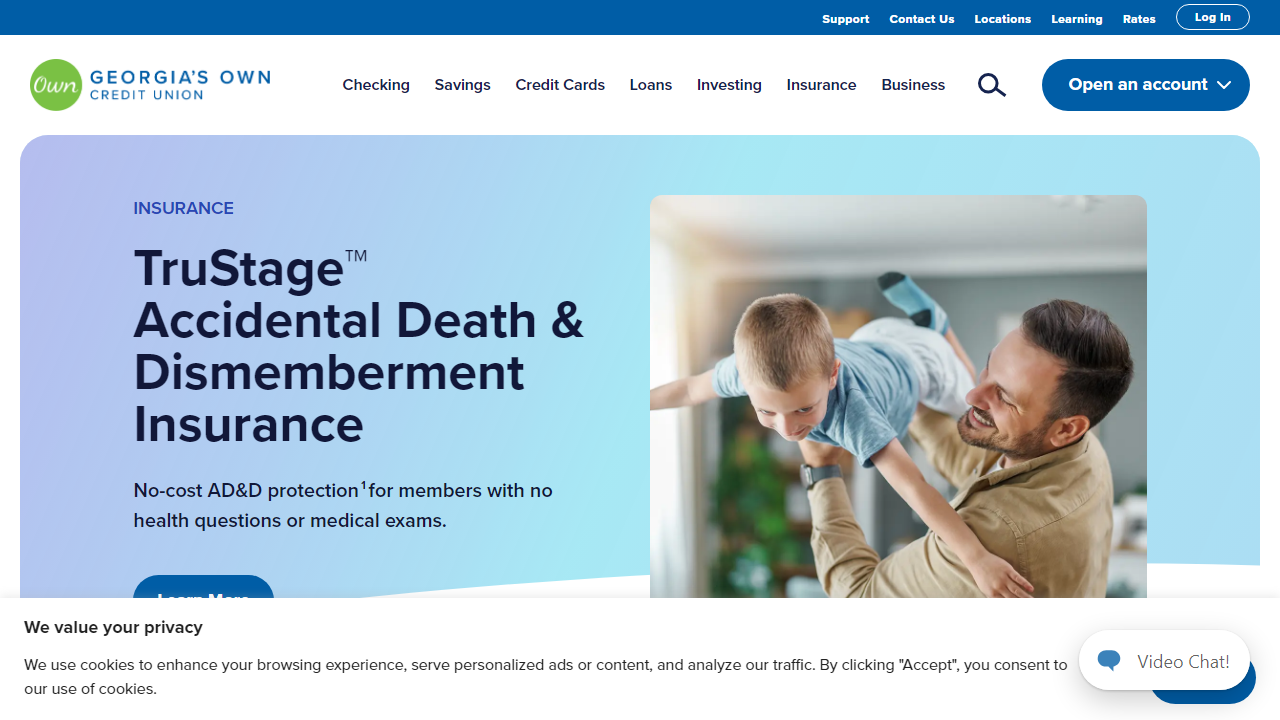 Support Contact Us Locations Learning Rates Log In
Own GEORGIA'S OWN
CREDIT UNION
Checking Savings Credit Cards Loans Investing Insurance Business Open an account
INSURANCE
TruStage™
Accidental Death &
Dismemberment
Insurance
No-cost AD&D protection¹ for members with no
health questions or medical exams.
Learn More
We value your privacy
We use cookies to enhance your browsing experience, serve personalized ads or content, and analyze our traffic. By clicking "Accept", you consent to
our use of cookies.
Video Chat!